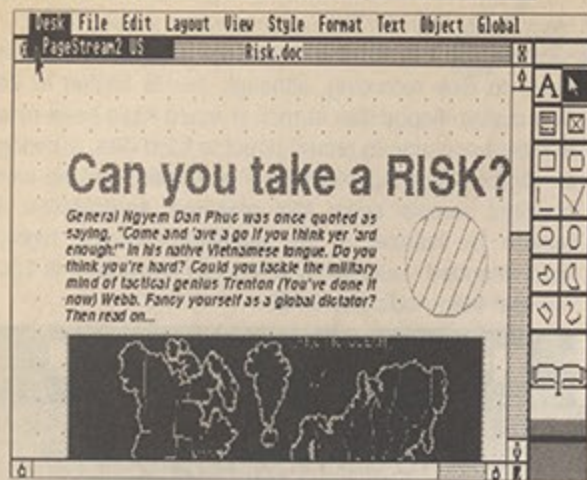 Desk File Edit Layout View Style Format Text Object Global
PageStream2 US
Risk.doc
Can you take a RISK?
General Ngyem Dan Phuc was once quoted as
saying, "Come and 'ave a go if you think yer 'ard
enough!" in his native Vietnamese tongue. Do you
think you're hard? Could you tackle the military
mind of tactical genius Trenton (You've done it
now) Webb. Fancy yourself as a global dictator?
Then read on...
ARCTIC OCEAN